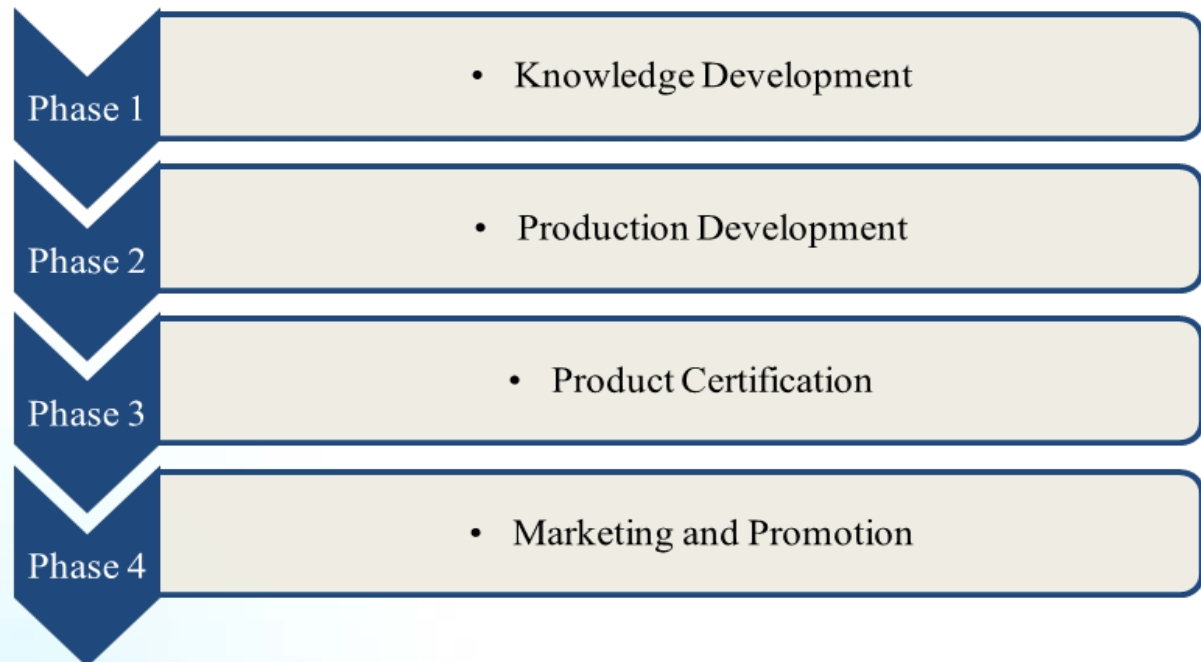 Phase 1
• Knowledge Development
Phase 2
• Production Development
Phase 3
• Product Certification
Phase 4
• Marketing and Promotion